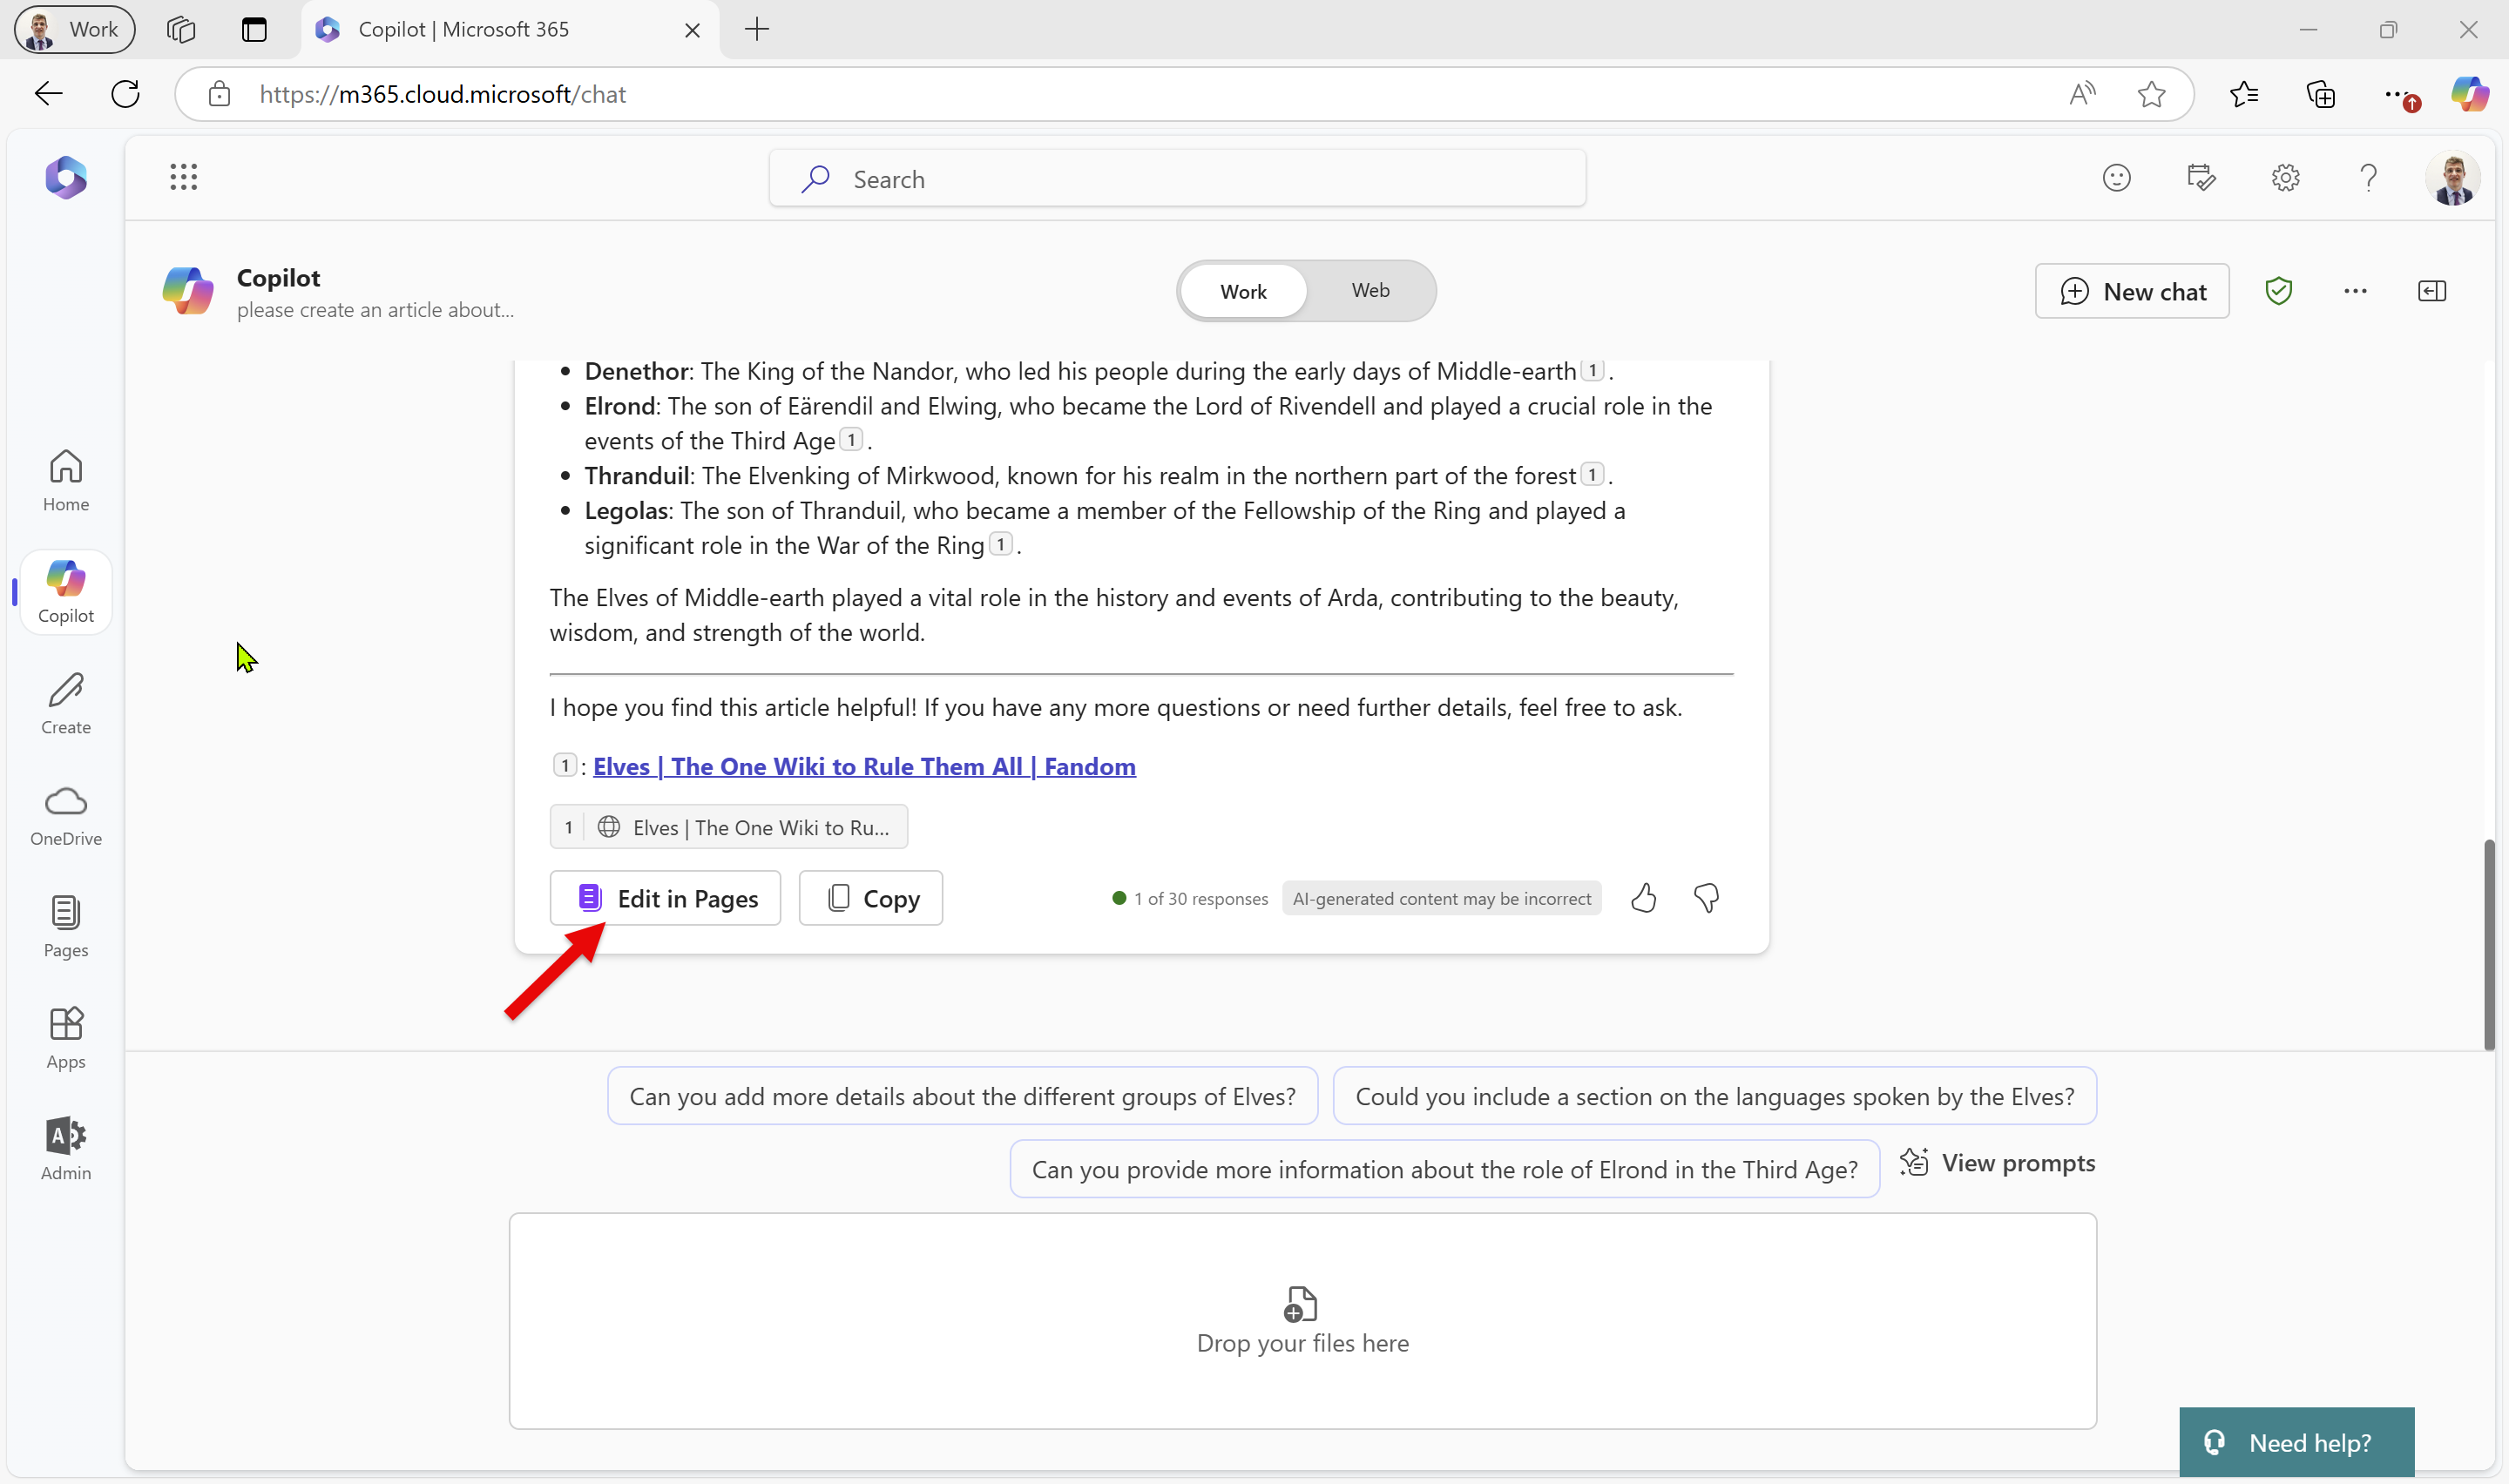 Work
Copilot | Microsoft 365
https://m365.cloud.microsoft/chat
A
Search
Copilot
please create an article about...
Work
Web
New chat
• Denethor: The King of the Nandor, who led his people during the early days of Middle-earth 1 .
• Elrond: The son of Eärendil and Elwing, who became the Lord of Rivendell and played a crucial role in the
events of the Third Age 1 .
• Thranduil: The Elvenking of Mirkwood, known for his realm in the northern part of the forest 1 .
• Legolas: The son of Thranduil, who became a member of the Fellowship of the Ring and played a
significant role in the War of the Ring 1 .
The Elves of Middle-earth played a vital role in the history and events of Arda, contributing to the beauty,
wisdom, and strength of the world.
I hope you find this article helpful! If you have any more questions or need further details, feel free to ask.
1 : Elves | The One Wiki to Rule Them All | Fandom
1 Elves | The One Wiki to Ru...
Edit in Pages
Copy
1 of 30 responses
AI-generated content may be incorrect
Home
Copilot
Create
OneDrive
Pages
Apps
A
Admin
Can you add more details about the different groups of Elves?
Could you include a section on the languages spoken by the Elves?
Can you provide more information about the role of Elrond in the Third Age?
View prompts
Drop your files here
Need help?